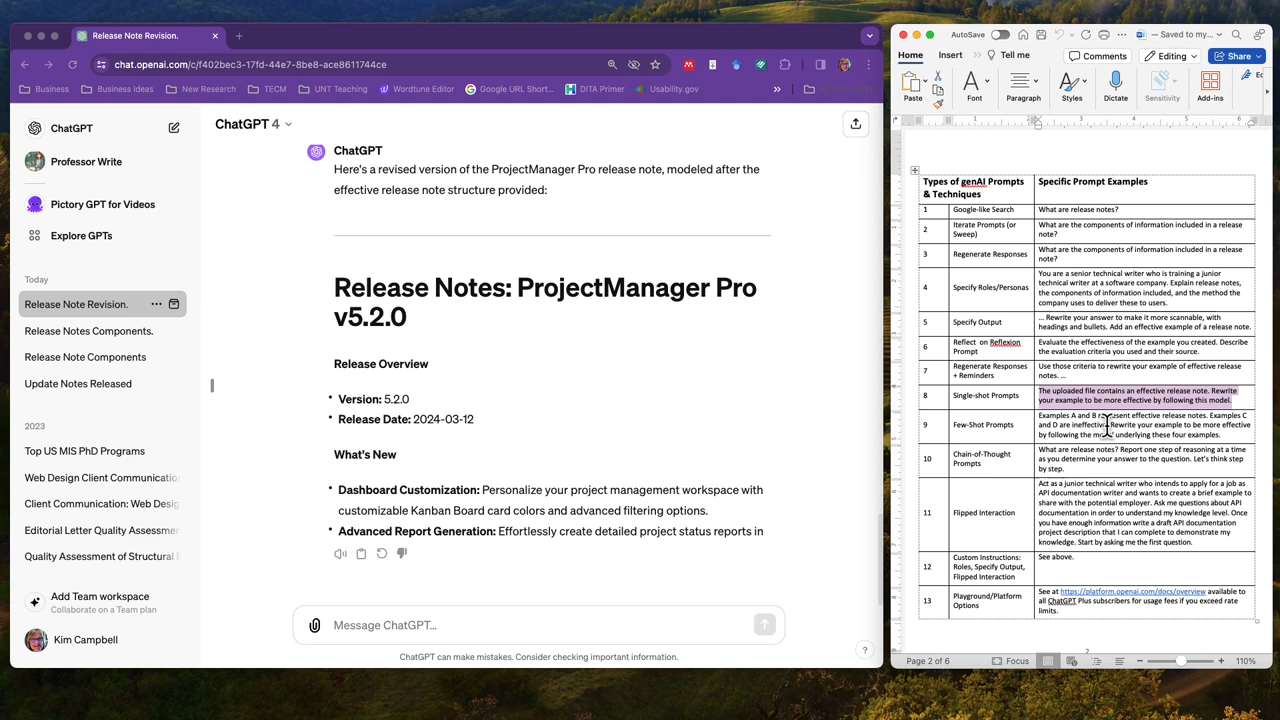 Release Note Revision.
chat.openai.com/c/f402bec3-17fd-44e7-8be8-ace8611744ce
Business
Business Ideas
New Research
TECM
UNT Teaching
Wordtune Editor
Google URL Short...
DITA Primer
Usability.gov
All Bookmarks
ChatGPT
Professor Write
Pictory GPT for Videos
Explore GPTs
Today
Release Note Revision.
Release Notes Components.
Release Note Components
Update Notes Released
2023
Top US MIS PhD Programs
Web Design Client Communicatio
Client Communication: Web Desig
Editorial Letter Quality Assessmer
Quality Assessment of Structural E
Add Team workspace
Collaborate on a Team plan
Kim Campbell
ChatGPT 4
ChatGPT
Here's a revised version of the ProjectManager Pro release note, modeled after the
effective release note structure provided:
Release Notes: ProjectManager Pro
v5.2.0
Release Overview
• Version: 5.2.0
• Release Date: 2024-03-12
What's New
• Dashboard Customization: Personalize your project management workspace with
customizable Kanban Board card colors and advanced filtering options.
• Advanced Report Generation: Effortlessly create detailed project status reports in
Message ChatGPT...
ChatGPT can make mistakes. Consider checking important information.
?
AutoSave
— Saved to my...
Home
Insert
Tell me
Comments
Editing
Share
Paste
Font
Paragraph
Styles
Dictate
Sensitivity
Add-ins
1 2 3 4 5 6
Types of genAI Prompts
& Techniques
Specific Prompt Examples
1
Google-like Search
What are release notes?
2
Iterate Prompts (or
Sweep)
What are the components of information included in a release
note?
3
Regenerate Responses
What are the components of information included in a release
note?
4
Specify Roles/Personas
You are a senior technical writer who is training a junior
technical writer at a software company. Explain release notes,
the components of information included, and the method the
company uses to deliver these to users.
5
Specify Output
... Rewrite your answer to make it more scannable, with
headings and bullets. Add an effective example of a release note.
6
Reflect on Reflexion
Prompt
Evaluate the effectiveness of the example you created. Describe
the evaluation criteria you used and their source.
7
Regenerate Responses
+ Reminders
Use those criteria to rewrite your example of effective release
notes. ...
8
Single-shot Prompts
The uploaded file contains an effective release note. Rewrite
your example to be more effective by following this model.
9
Few-Shot Prompts
Examples A and B represent effective release notes. Examples C
and D are ineffective. Rewrite your example to be more effective
by following the model underlying these four examples.
10
Chain-of-Thought
Prompts
What are release notes? Report one step of reasoning at a time
as you determine your answer to the question. Let's think step
by step.
11
Flipped Interaction
Act as a junior technical writer who intends to apply for a job as
API documentation writer and wants to create a brief example to
share with the potential employer. Ask me questions about API
documentation in order to understand my knowledge level. Once
you have enough information write a draft API documentation
project description that I can complete to demonstrate my
knowledge. Start by asking me the first question.
12
Custom Instructions:
Roles, Specify Output,
Flipped Interaction
See above.
13
Playground/Platform
Options
See at https://platform.openai.com/docs/overview available to
all ChatGPT Plus subscribers for usage fees if you exceed rate
limits.
2
Page 2 of 6
Focus
110%